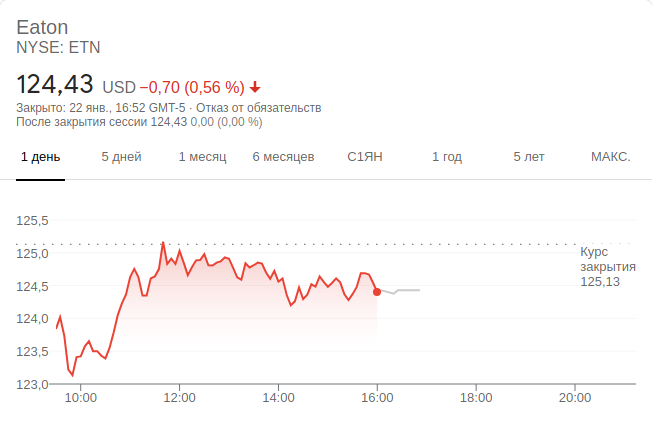 Eaton
NYSE: ETN
124,43 USD −0,70 (0,56 %)
Закрыто: 22 янв., 16:52 GMT-5 · Отказ от обязательств
После закрытия сессии 124,43 0,00 (0,00 %)
1 день 5 дней 1 месяц 6 месяцев С1ЯН 1 год 5 лет МАКС.
125,5
125,0
124,5
124,0
123,5
123,0
Курс
закрытия
125,13
10:00 12:00 14:00 16:00 18:00 20:00